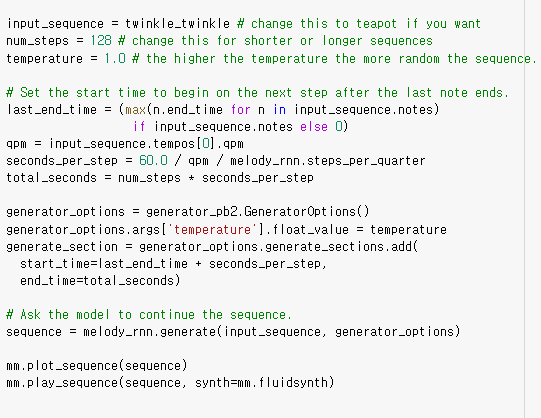 input_sequence = twinkle_twinkle # change this to teapot if you want
num_steps = 128 # change this for shorter or longer sequences
temperature = 1.0 # the higher the temperature the more random the sequence.

# Set the start time to begin on the next step after the last note ends.
last_end_time = (max(n.end_time for n in input_sequence.notes)
                  if input_sequence.notes else 0)
qpm = input_sequence.tempos[0].qpm
seconds_per_step = 60.0 / qpm / melody_rnn.steps_per_quarter
total_seconds = num_steps * seconds_per_step

generator_options = generator_pb2.GeneratorOptions()
generator_options.args['temperature'].float_value = temperature
generate_section = generator_options.generate_sections.add(
  start_time=last_end_time + seconds_per_step,
  end_time=total_seconds)

# Ask the model to continue the sequence.
sequence = melody_rnn.generate(input_sequence, generator_options)

mm.plot_sequence(sequence)
mm.play_sequence(sequence, synth=mm.fluidsynth)